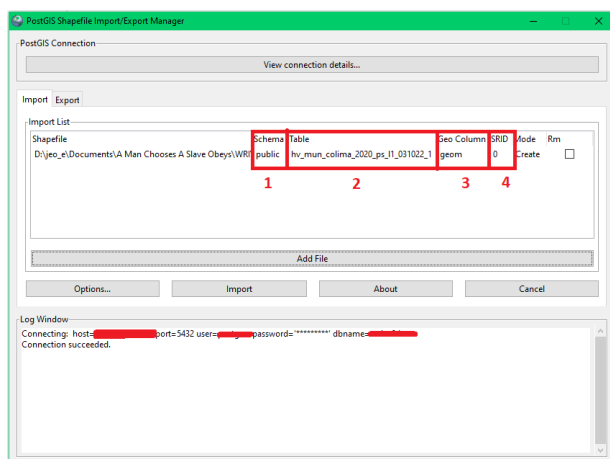 PostGIS Shapefile Import/Export Manager
PostGIS Connection
View connection details...
Import Export
Import List
Shapefile Schema Table Geo Column SRID Mode Rm
D:\jeo_e\Documents\A Man Chooses A Slave Obeys\WRI public hv_mun_colima_2020_ps_l1_031022_1 geom 0 Create
1 2 3 4
Add File
Options... Import About Cancel
Log Window
Connecting: host= port=5432 user= password='*********' dbname=
Connection succeeded.